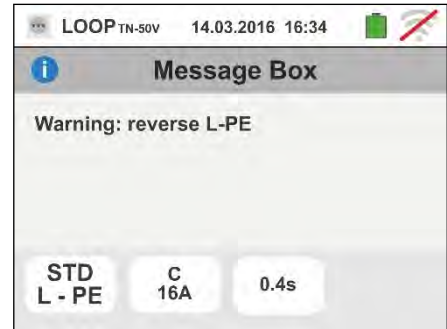 LOOP TN-50V 14.03.2016 16:34
Message Box
Warning: reverse L-PE
STD
L - PE
C
16A
0.4s